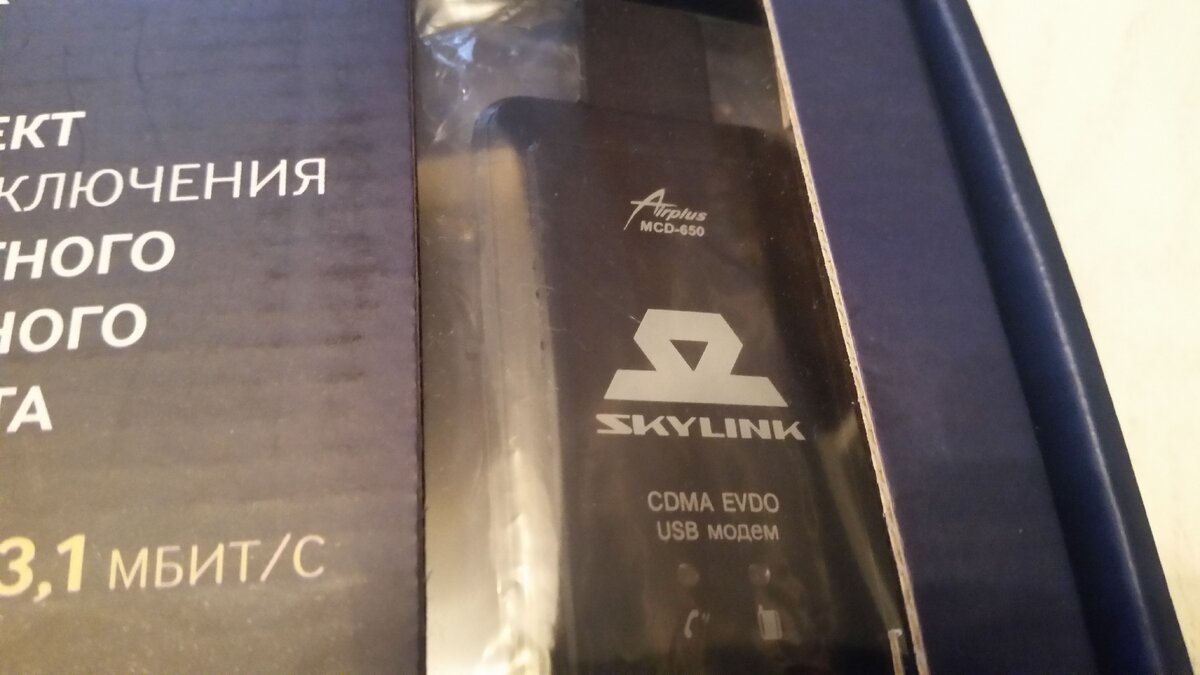 ЕКТ
КЛЮЧЕНИЯ
ТНОГО
НОГО
ТА
3,1 МБИТ/С
Airplus
MCD-650
SKYLINK
CDMA EVDO
USB модем